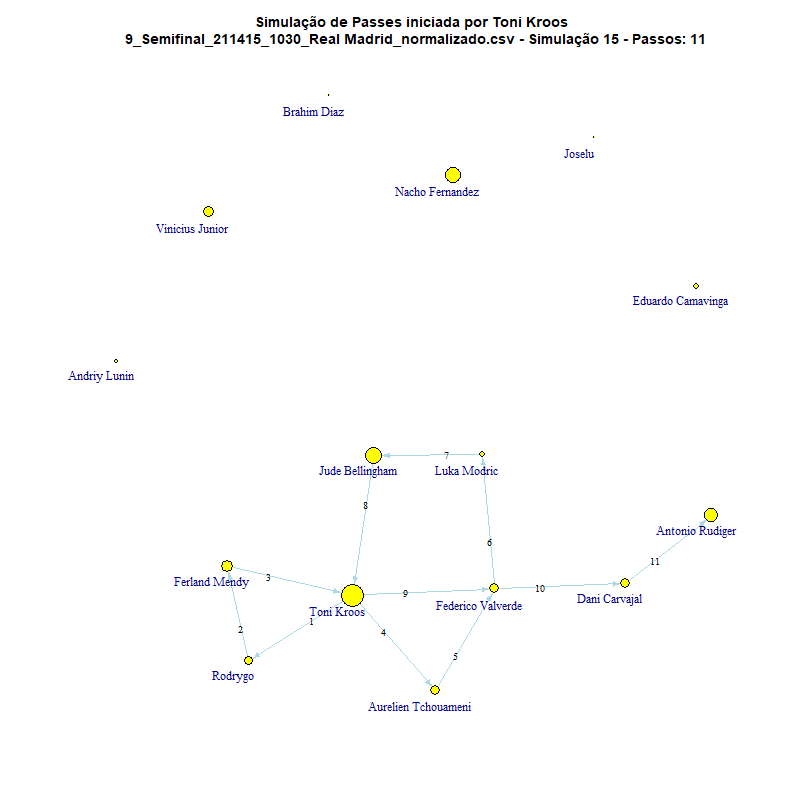 Simulação de Passes iniciada por Toni Kroos
9_Semifinal_211415_1030_Real Madrid_normalizado.csv - Simulação 15 - Passos: 11
Brahim Diaz
Joselu
Nacho Fernandez
Vinicius Junior
Eduardo Camavinga
Andriy Lunin
7
Jude Bellingham
Luka Modric
8
Antonio Rudiger
6
11
3
Ferland Mendy
10
9
Dani Carvajal
Federico Valverde
Toni Kroos
1
2
4
5
Rodrygo
Aurelien Tchouameni